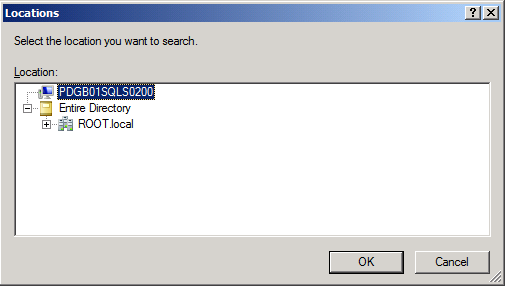 Locations
Select the location you want to search.
Location:
PDGB01SQLS0200
Entire Directory
ROOT.local
OK
Cancel